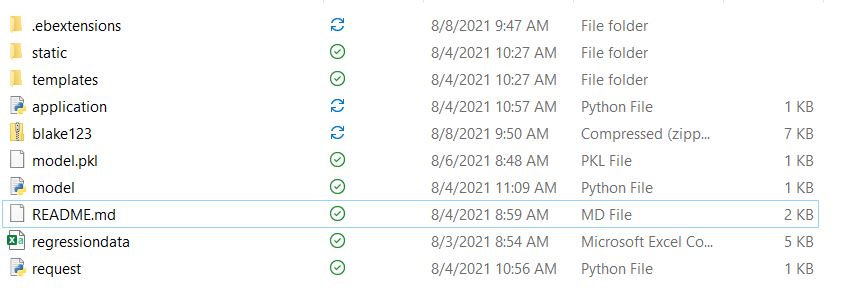 .ebextensions 8/8/2021 9:47 AM File folder
static 8/4/2021 10:27 AM File folder
templates 8/4/2021 10:27 AM File folder
application 8/4/2021 10:57 AM Python File 1 KB
blake123 8/8/2021 9:50 AM Compressed (zipp... 7 KB
model.pkl 8/6/2021 8:48 AM PKL File 1 KB
model 8/4/2021 11:09 AM Python File 1 KB
README.md 8/4/2021 8:59 AM MD File 2 KB
regressiondata 8/3/2021 8:54 AM Microsoft Excel Co... 5 KB
request 8/4/2021 10:56 AM Python File 1 KB